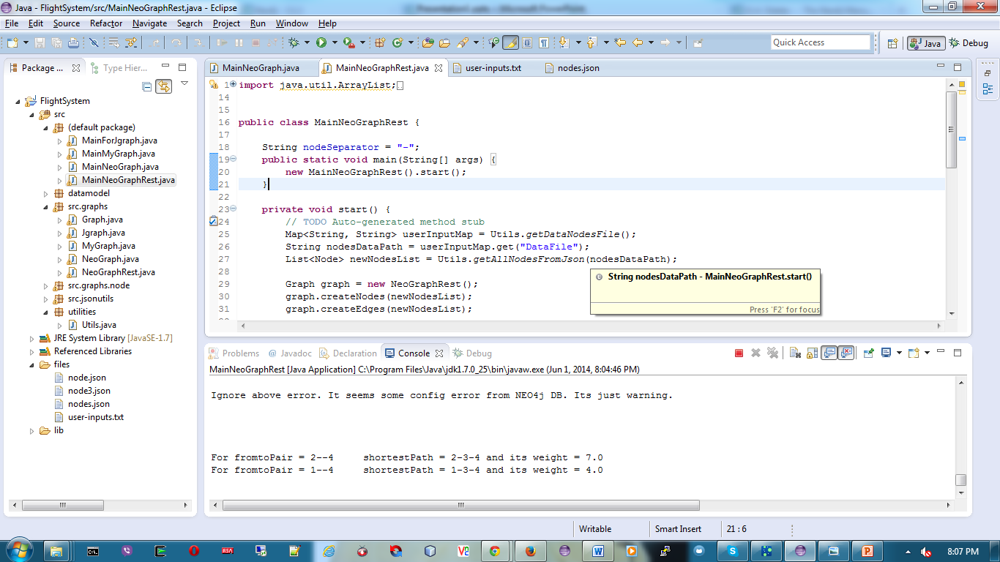 Java - FlightSystem/src/MainNeoGraphRest.java - Eclipse
File Edit Source Refactor Navigate Search Project Run Window Help
Quick Access
Java
Debug
Package ...
Type Hier...
FlightSystem
src
(default package)
MainForJgraph.java
MainMyGraph.java
MainNeoGraph.java
MainNeoGraphRest.java
datamodel
src.graphs
Graph.java
Jgraph.java
MyGraph.java
NeoGraph.java
NeoGraphRest.java
src.graphs.node
src.jsonutils
utilities
Utils.java
JRE System Library [JavaSE-1.7]
Referenced Libraries
files
node.json
node3.json
nodes.json
user-inputs.txt
lib
MainNeoGraph.java MainNeoGraphRest.java user-inputs.txt nodes.json
1 import java.util.ArrayList;
14
15
16 public class MainNeoGraphRest {
17
18 String nodeSeparator = "-";
19 public static void main(String[] args) {
20 new MainNeoGraphRest().start();
21 }
22
23 private void start() {
24 // TODO Auto-generated method stub
25 Map<String, String> userInputMap = Utils.getDataNodesFile();
26 String nodesDataPath = userInputMap.get("DataFile");
27 List<Node> newNodesList = Utils.getAllNodesFromJson(nodesDataPath);
28
29 Graph graph = new NeoGraphRest();
30 graph.createNodes(newNodesList);
31 graph.createEdges(newNodesList);
String nodesDataPath - MainNeoGraphRest.start()
Press 'F2' for focus
Problems @ Javadoc Declaration Console Debug
MainNeoGraphRest [Java Application] C:\Program Files\Java\jdk1.7.0_25\bin\javaw.exe (Jun 1, 2014, 8:04:46 PM)
Ignore above error. It seems some config error from NEO4j DB. Its just warning.
For fromtoPair = 2--4 shortestPath = 2-3-4 and its weight = 7.0
For fromtoPair = 1--4 shortestPath = 1-3-4 and its weight = 4.0
Writable
Smart Insert
21 : 6
8:07 PM